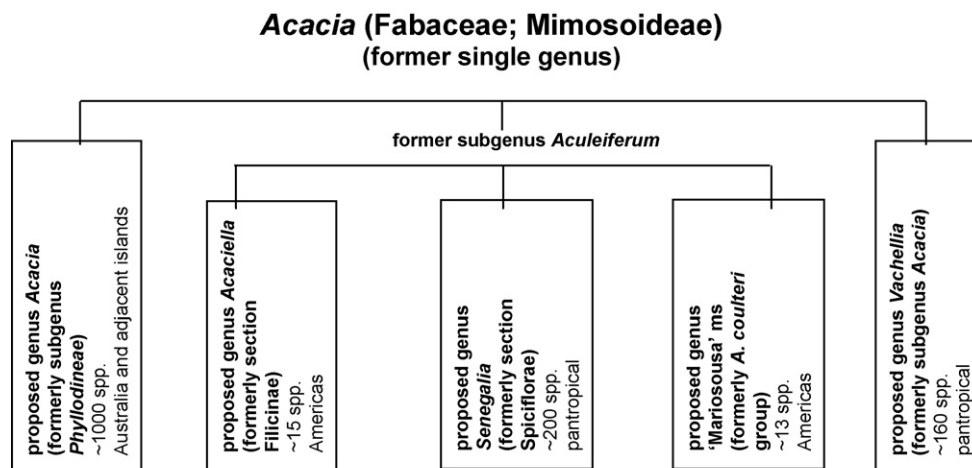 Acacia (Fabaceae; Mimosoideae)
(former single genus)
former subgenus Aculeiferum
proposed genus Acacia
(formerly subgenus
Phyllodineae)
~1000 spp.
Australia and adjacent islands
proposed genus Acaciella
(formerly section
Filicinae)
~15 spp.
Americas
proposed genus
Senegalia
(formerly section
Spiciflorae)
~200 spp.
pantropical
proposed genus
'Mariosousa' ms
(formerly A. coulteri
group)
~13 spp.
Americas
proposed genus Vachellia
(formerly subgenus Acacia)
~160 spp.
pantropical